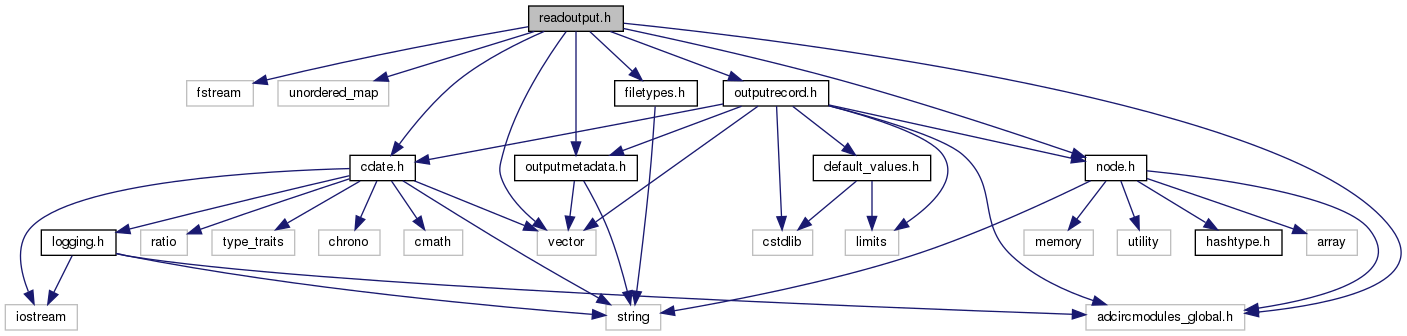 readoutput.h
fstream
unordered_map
filetypes.h
outputrecord.h
cdate.h
outputmetadata.h
default_values.h
node.h
logging.h
ratio
type_traits
chrono
cmath
vector
cstdlib
limits
memory
utility
hashtype.h
array
iostream
string
adcircmodules_global.h